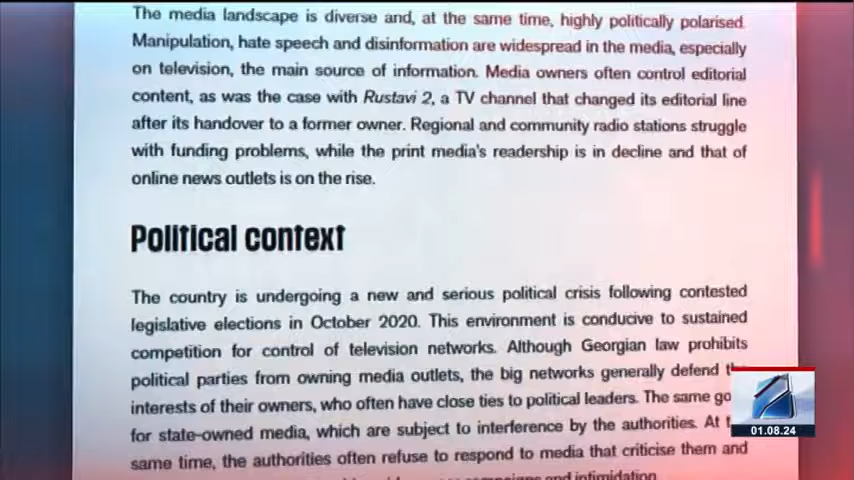 The media landscape is diverse and, at the same time, highly politically polarised.
Manipulation, hate speech and disinformation are widespread in the media, especially
on television, the main source of information. Media owners often control editorial
content, as was the case with Rustavi 2, a TV channel that changed its editorial line
after its handover to a former owner. Regional and community radio stations struggle
with funding problems, while the print media's readership is in decline and that of
online news outlets is on the rise.
Political context
The country is undergoing a new and serious political crisis following contested
legislative elections in October 2020. This environment is conducive to sustained
competition for control of television networks. Although Georgian law prohibits
political parties from owning media outlets, the big networks generally defend
interests of their owners, who often have close ties to political leaders. The same
for state-owned media, which are subject to interference by the authorities. At
same time, the authorities often refuse to respond to media that criticise them and
and intimidation
01.08.24